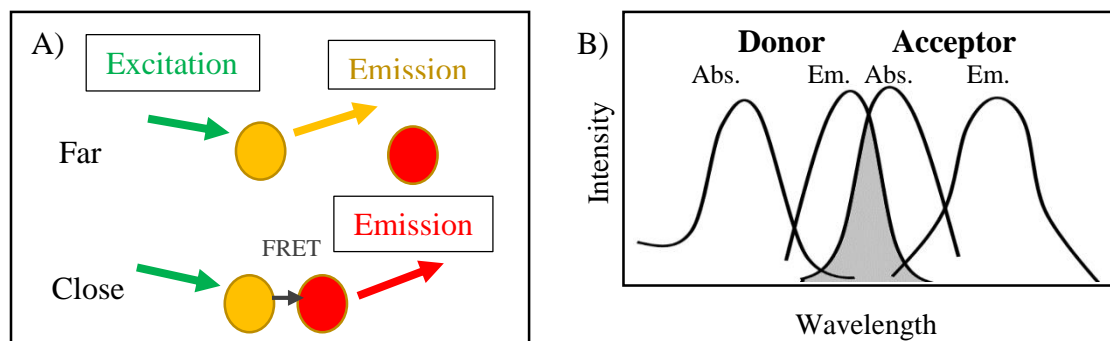 A)
Excitation
Emission
Far
Emission
FRET
Close
B)
Donor Acceptor
Abs. Em. Abs. Em.
Intensity
Wavelength